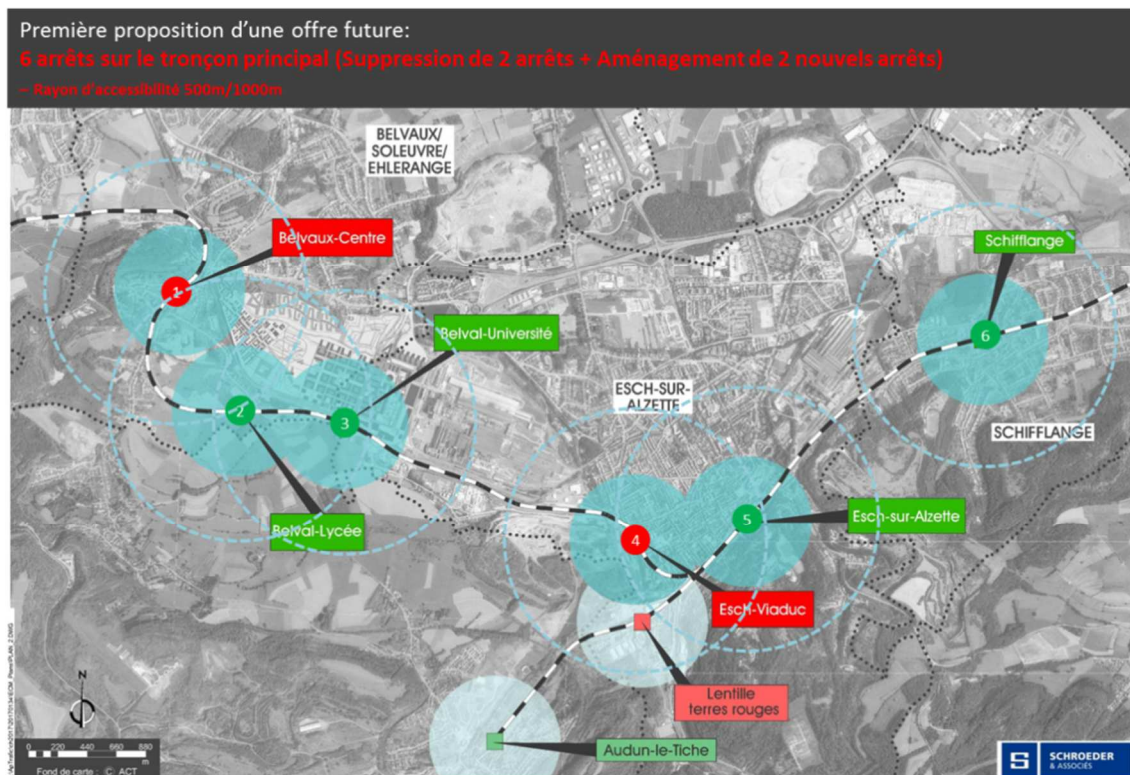 Première proposition d'une offre future:
6 arrêts sur le tronçon principal (Suppression de 2 arrêts + Aménagement de 2 nouvels arrêts)
– Rayon d'accessibilité 500m/1000m
BELVAUX/
SOLEUVRE/
EHLERANGE
Belvaux-Centre
Schifflange
1
Belval-Université
6
ESCH-SUR-
ALZETTE
2
3
SCHIFFLANGE
Belval-Lycée
5
Esch-sur-Alzette
4
Esch-Viaduc
N
Lentille
terres rouges
Audun-le-Tiche
0 220 440 660 880
m
Fond de carte : © ACT
S SCHROEDER
& ASSOCIÉS